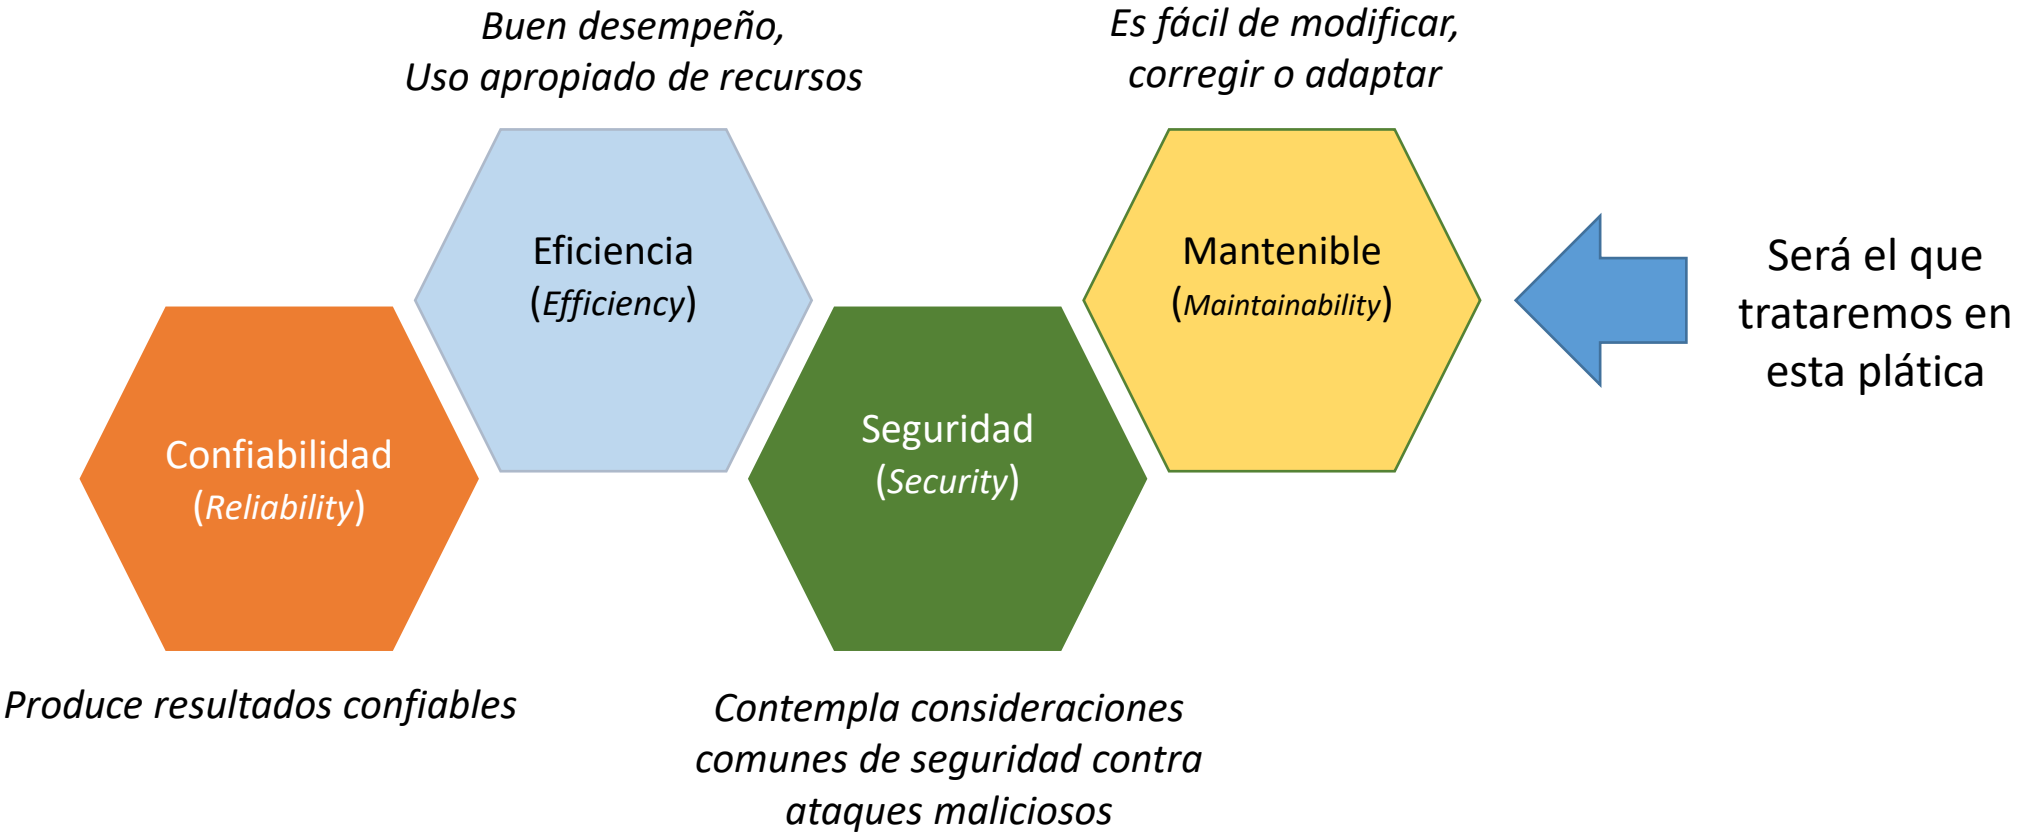 Buen desempeño,
Uso apropiado de recursos
Es fácil de modificar,
corregir o adaptar
Eficiencia
(Efficiency)
Mantenible
(Maintainability)
Será el que
trataremos en
esta plática
Confiabilidad
(Reliability)
Seguridad
(Security)
Produce resultados confiables
Contempla consideraciones
comunes de seguridad contra
ataques maliciosos